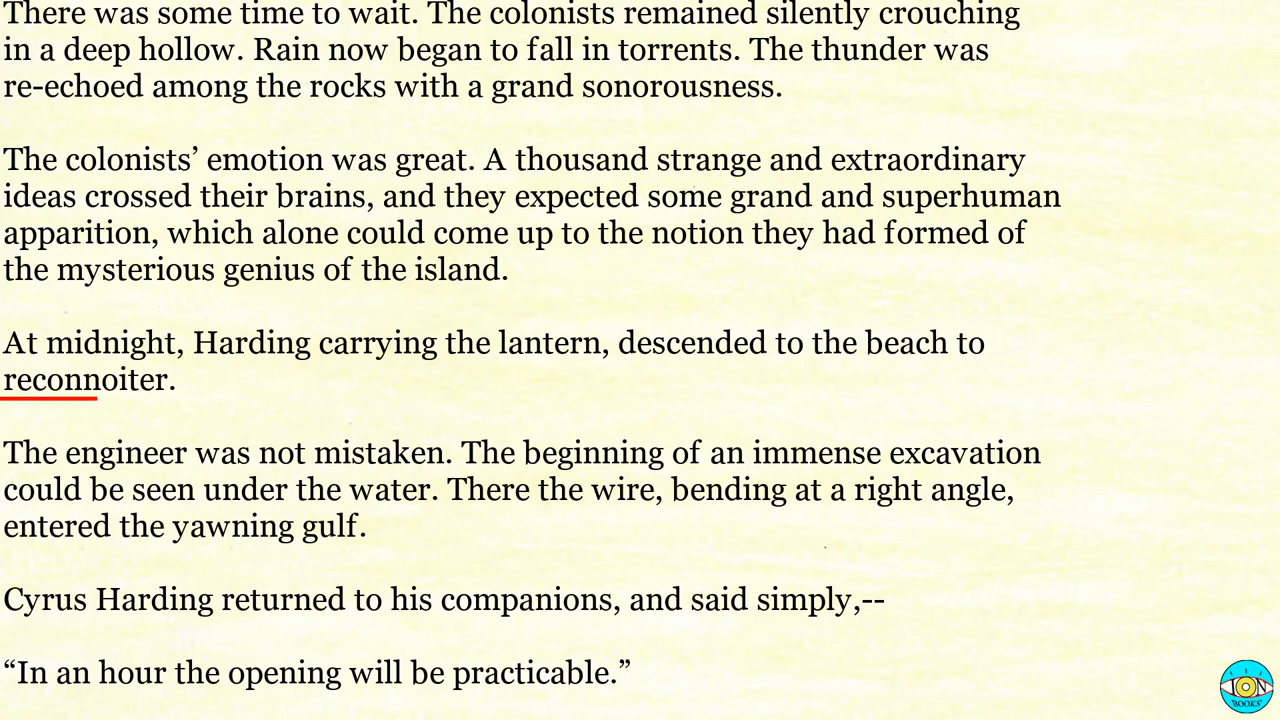 There was some time to wait. The colonists remained silently crouching
in a deep hollow. Rain now began to fall in torrents. The thunder was
re-echoed among the rocks with a grand sonorousness.
The colonists’ emotion was great. A thousand strange and extraordinary
ideas crossed their brains, and they expected some grand and superhuman
apparition, which alone could come up to the notion they had formed of
the mysterious genius of the island.
At midnight, Harding carrying the lantern, descended to the beach to
reconnoiter.
The engineer was not mistaken. The beginning of an immense excavation
could be seen under the water. There the wire, bending at a right angle,
entered the yawning gulf.
Cyrus Harding returned to his companions, and said simply,--
“In an hour the opening will be practicable.”
ION
BOOKS